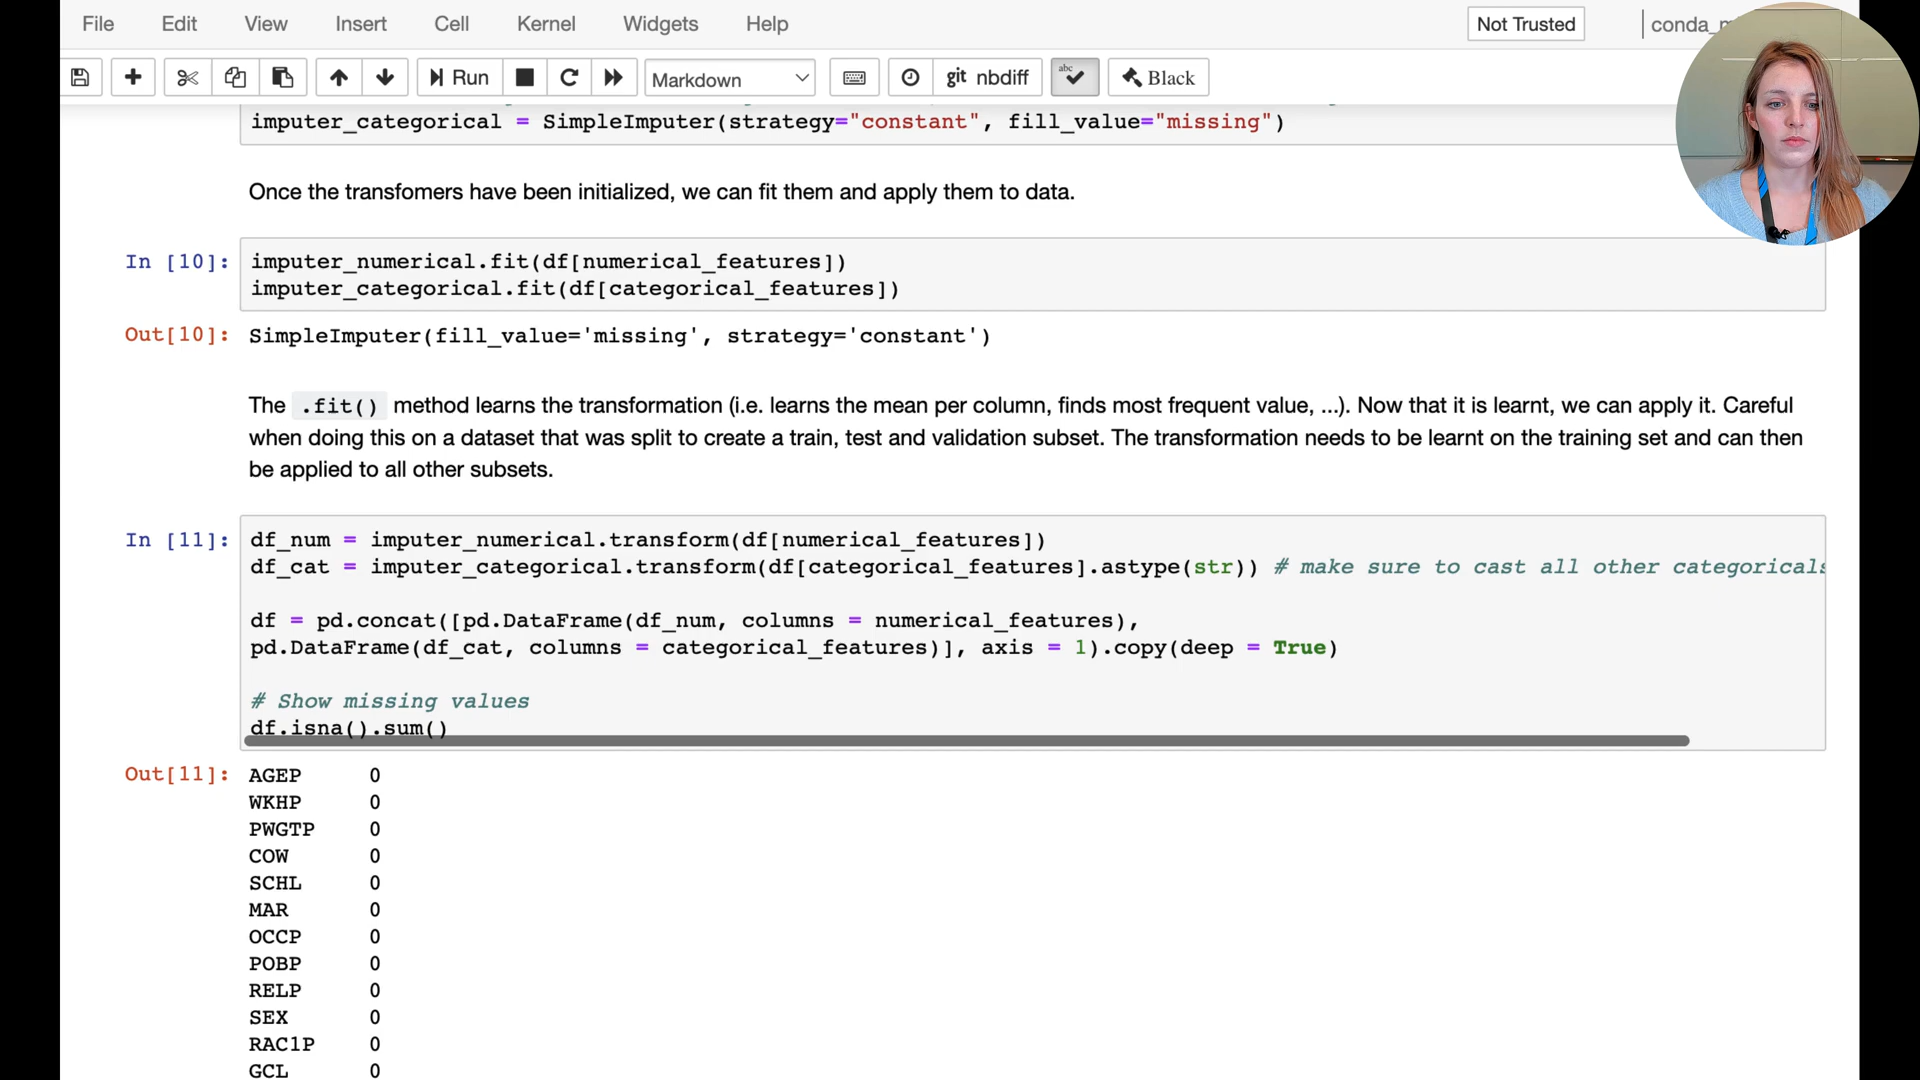 File Edit View Insert Cell Kernel Widgets Help Not Trusted
Run Markdown git nbdiff abc Black
imputer_categorical = SimpleImputer(strategy="constant", fill_value="missing")
Once the transfomers have been initialized, we can fit them and apply them to data.
In [10]: imputer_numerical.fit(df[numerical_features])
imputer_categorical.fit(df[categorical_features])
Out[10]: SimpleImputer(fill_value='missing', strategy='constant')
The .fit() method learns the transformation (i.e. learns the mean per column, finds most frequent value, ...). Now that it is learnt, we can apply it. Careful
when doing this on a dataset that was split to create a train, test and validation subset. The transformation needs to be learnt on the training set and can then
be applied to all other subsets.
In [11]: df_num = imputer_numerical.transform(df[numerical_features])
df_cat = imputer_categorical.transform(df[categorical_features].astype(str)) # make sure to cast all other categoricals
df = pd.concat([pd.DataFrame(df_num, columns = numerical_features),
pd.DataFrame(df_cat, columns = categorical_features)], axis = 1).copy(deep = True)
# Show missing values
df.isna().sum()
Out[11]: AGEP 0
WKHP 0
PWGTP 0
COW 0
SCHL 0
MAR 0
OCCP 0
POBP 0
RELP 0
SEX 0
RAC1P 0
GCL 0